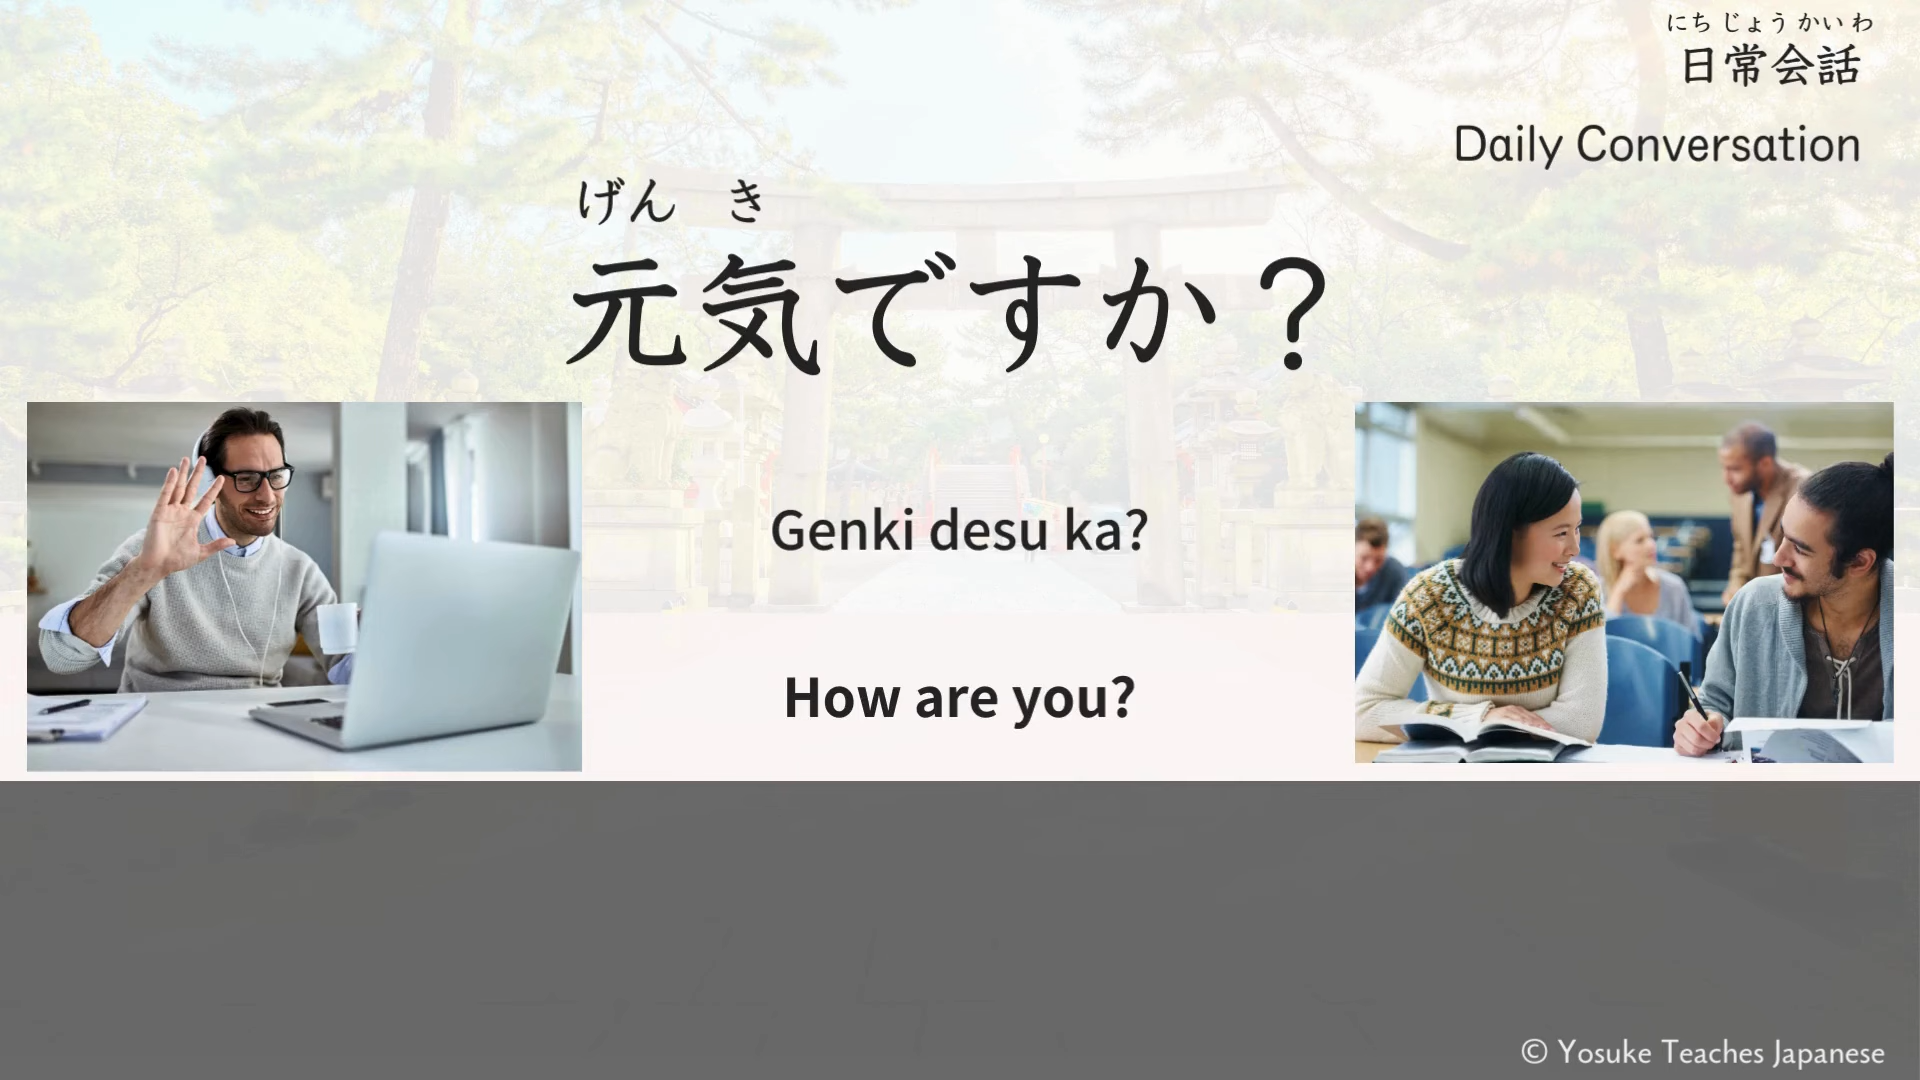 にちじょうかいわ
日常会話
Daily Conversation
げんき
元気ですか？
Genki desu ka?
How are you?
© Yosuke Teaches Japanese